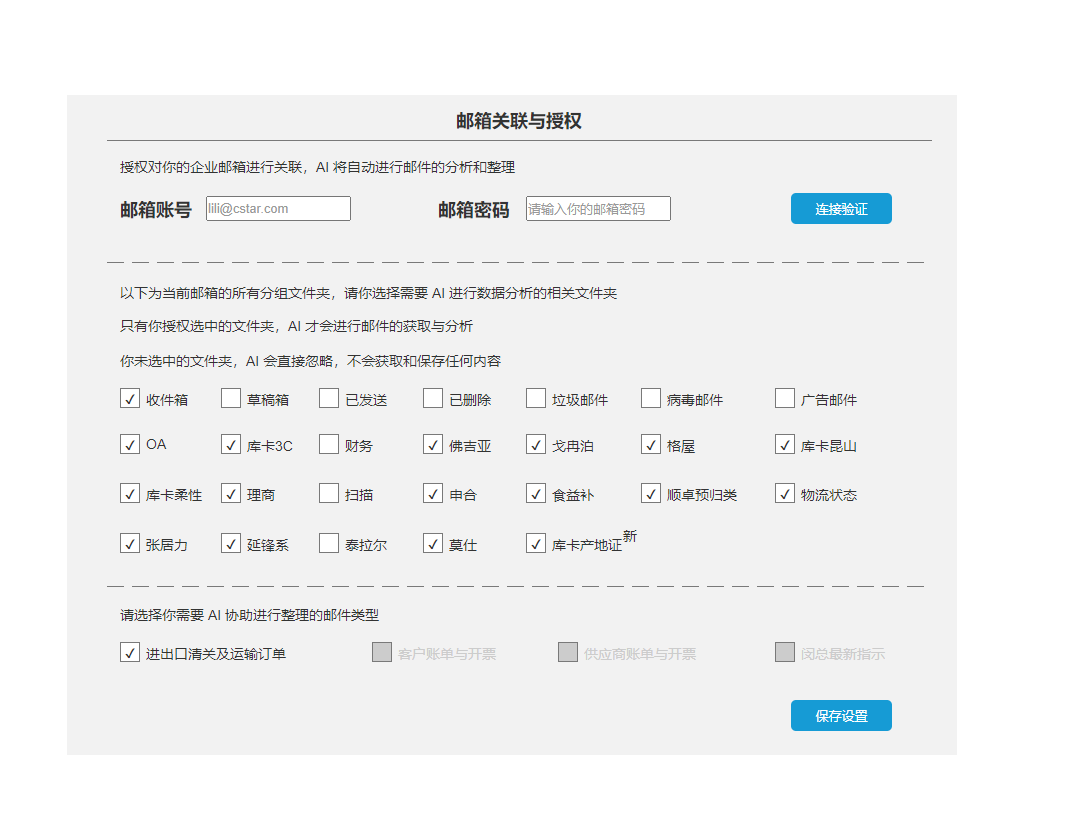 邮箱关联与授权
授权对你的企业邮箱进行关联，AI 将自动进行邮件的分析和整理
邮箱账号 lili@cstar.com 邮箱密码 请输入你的邮箱密码 连接验证
以下为当前邮箱的所有分组文件夹，请你选择需要 AI 进行数据分析的相关文件夹
只有你授权选中的文件夹，AI 才会进行邮件的获取与分析
你未选中的文件夹，AI 会直接忽略，不会获取和保存任何内容
收件箱 草稿箱 已发送 已删除 垃圾邮件 病毒邮件 广告邮件
OA 库卡3C 财务 佛吉亚 戈冉泊 格屋 库卡昆山
库卡柔性 理商 扫描 申合 食益补 顺卓预归类 物流状态
张居力 延锋系 泰拉尔 莫仕 库卡产地证新
请选择你需要 AI 协助进行整理的邮件类型
进出口清关及运输订单 客户账单与开票 供应商账单与开票 闵总最新指示
保存设置